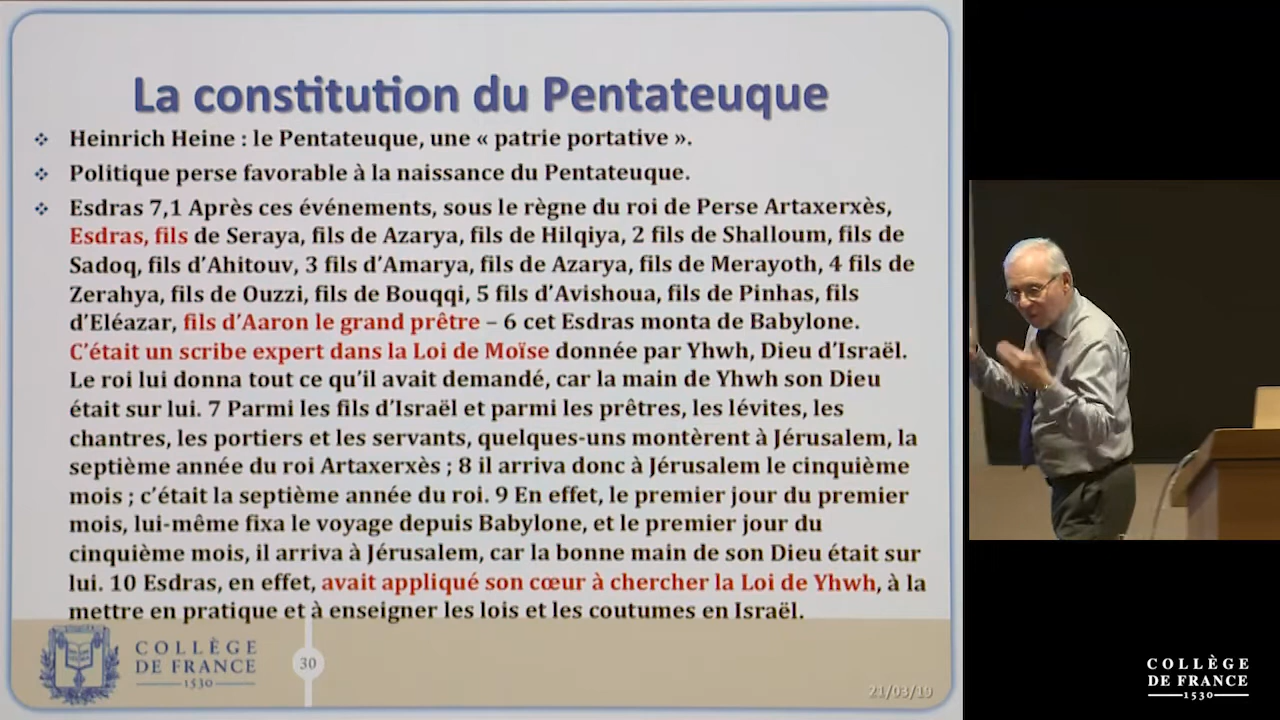 La constitution du Pentateuque
Heinrich Heine : le Pentateuque, une « patrie portative ».
Politique perse favorable à la naissance du Pentateuque.
Esdras 7,1 Après ces événements, sous le règne du roi de Perse Artaxerxès,
Esdras, fils de Seraya, fils de Azarya, fils de Hilqiya, 2 fils de Shalloum, fils de
Sadoq, fils d'Ahitouv, 3 fils d'Amarya, fils de Azarya, fils de Merayoth, 4 fils de
Zerahya, fils de Ouzzi, fils de Bouqqi, 5 fils d'Avishoua, fils de Pinhas, fils
d'Eléazar, fils d'Aaron le grand prêtre – 6 cet Esdras monta de Babylone.
C'était un scribe expert dans la Loi de Moïse donnée par Yhwh, Dieu d'Israël.
Le roi lui donna tout ce qu'il avait demandé, car la main de Yhwh son Dieu
était sur lui. 7 Parmi les fils d'Israël et parmi les prêtres, les lévites, les
chantres, les portiers et les servants, quelques-uns montèrent à Jérusalem, la
septième année du roi Artaxerxès ; 8 il arriva donc à Jérusalem le cinquième
mois ; c'était la septième année du roi. 9 En effet, le premier jour du premier
mois, lui-même fixa le voyage depuis Babylone, et le premier jour du
cinquième mois, il arriva à Jérusalem, car la bonne main de son Dieu était sur
lui. 10 Esdras, en effet, avait appliqué son cœur à chercher la Loi de Yhwh, à la
mettre en pratique et à enseigner les lois et les coutumes en Israël.
COLLÈGE
DE FRANCE
1530
30
21/03/19
COLLÈGE
DE FRANCE
1530